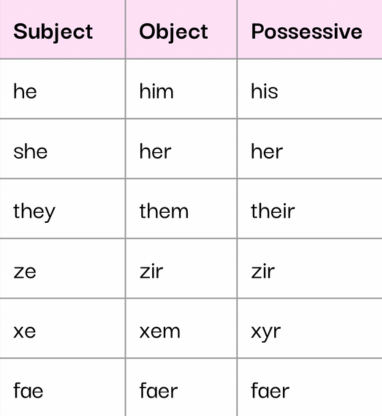 Subject Object Possessive
he him his
she her her
they them their
ze zir zir
xe xem xyr
fae faer faer